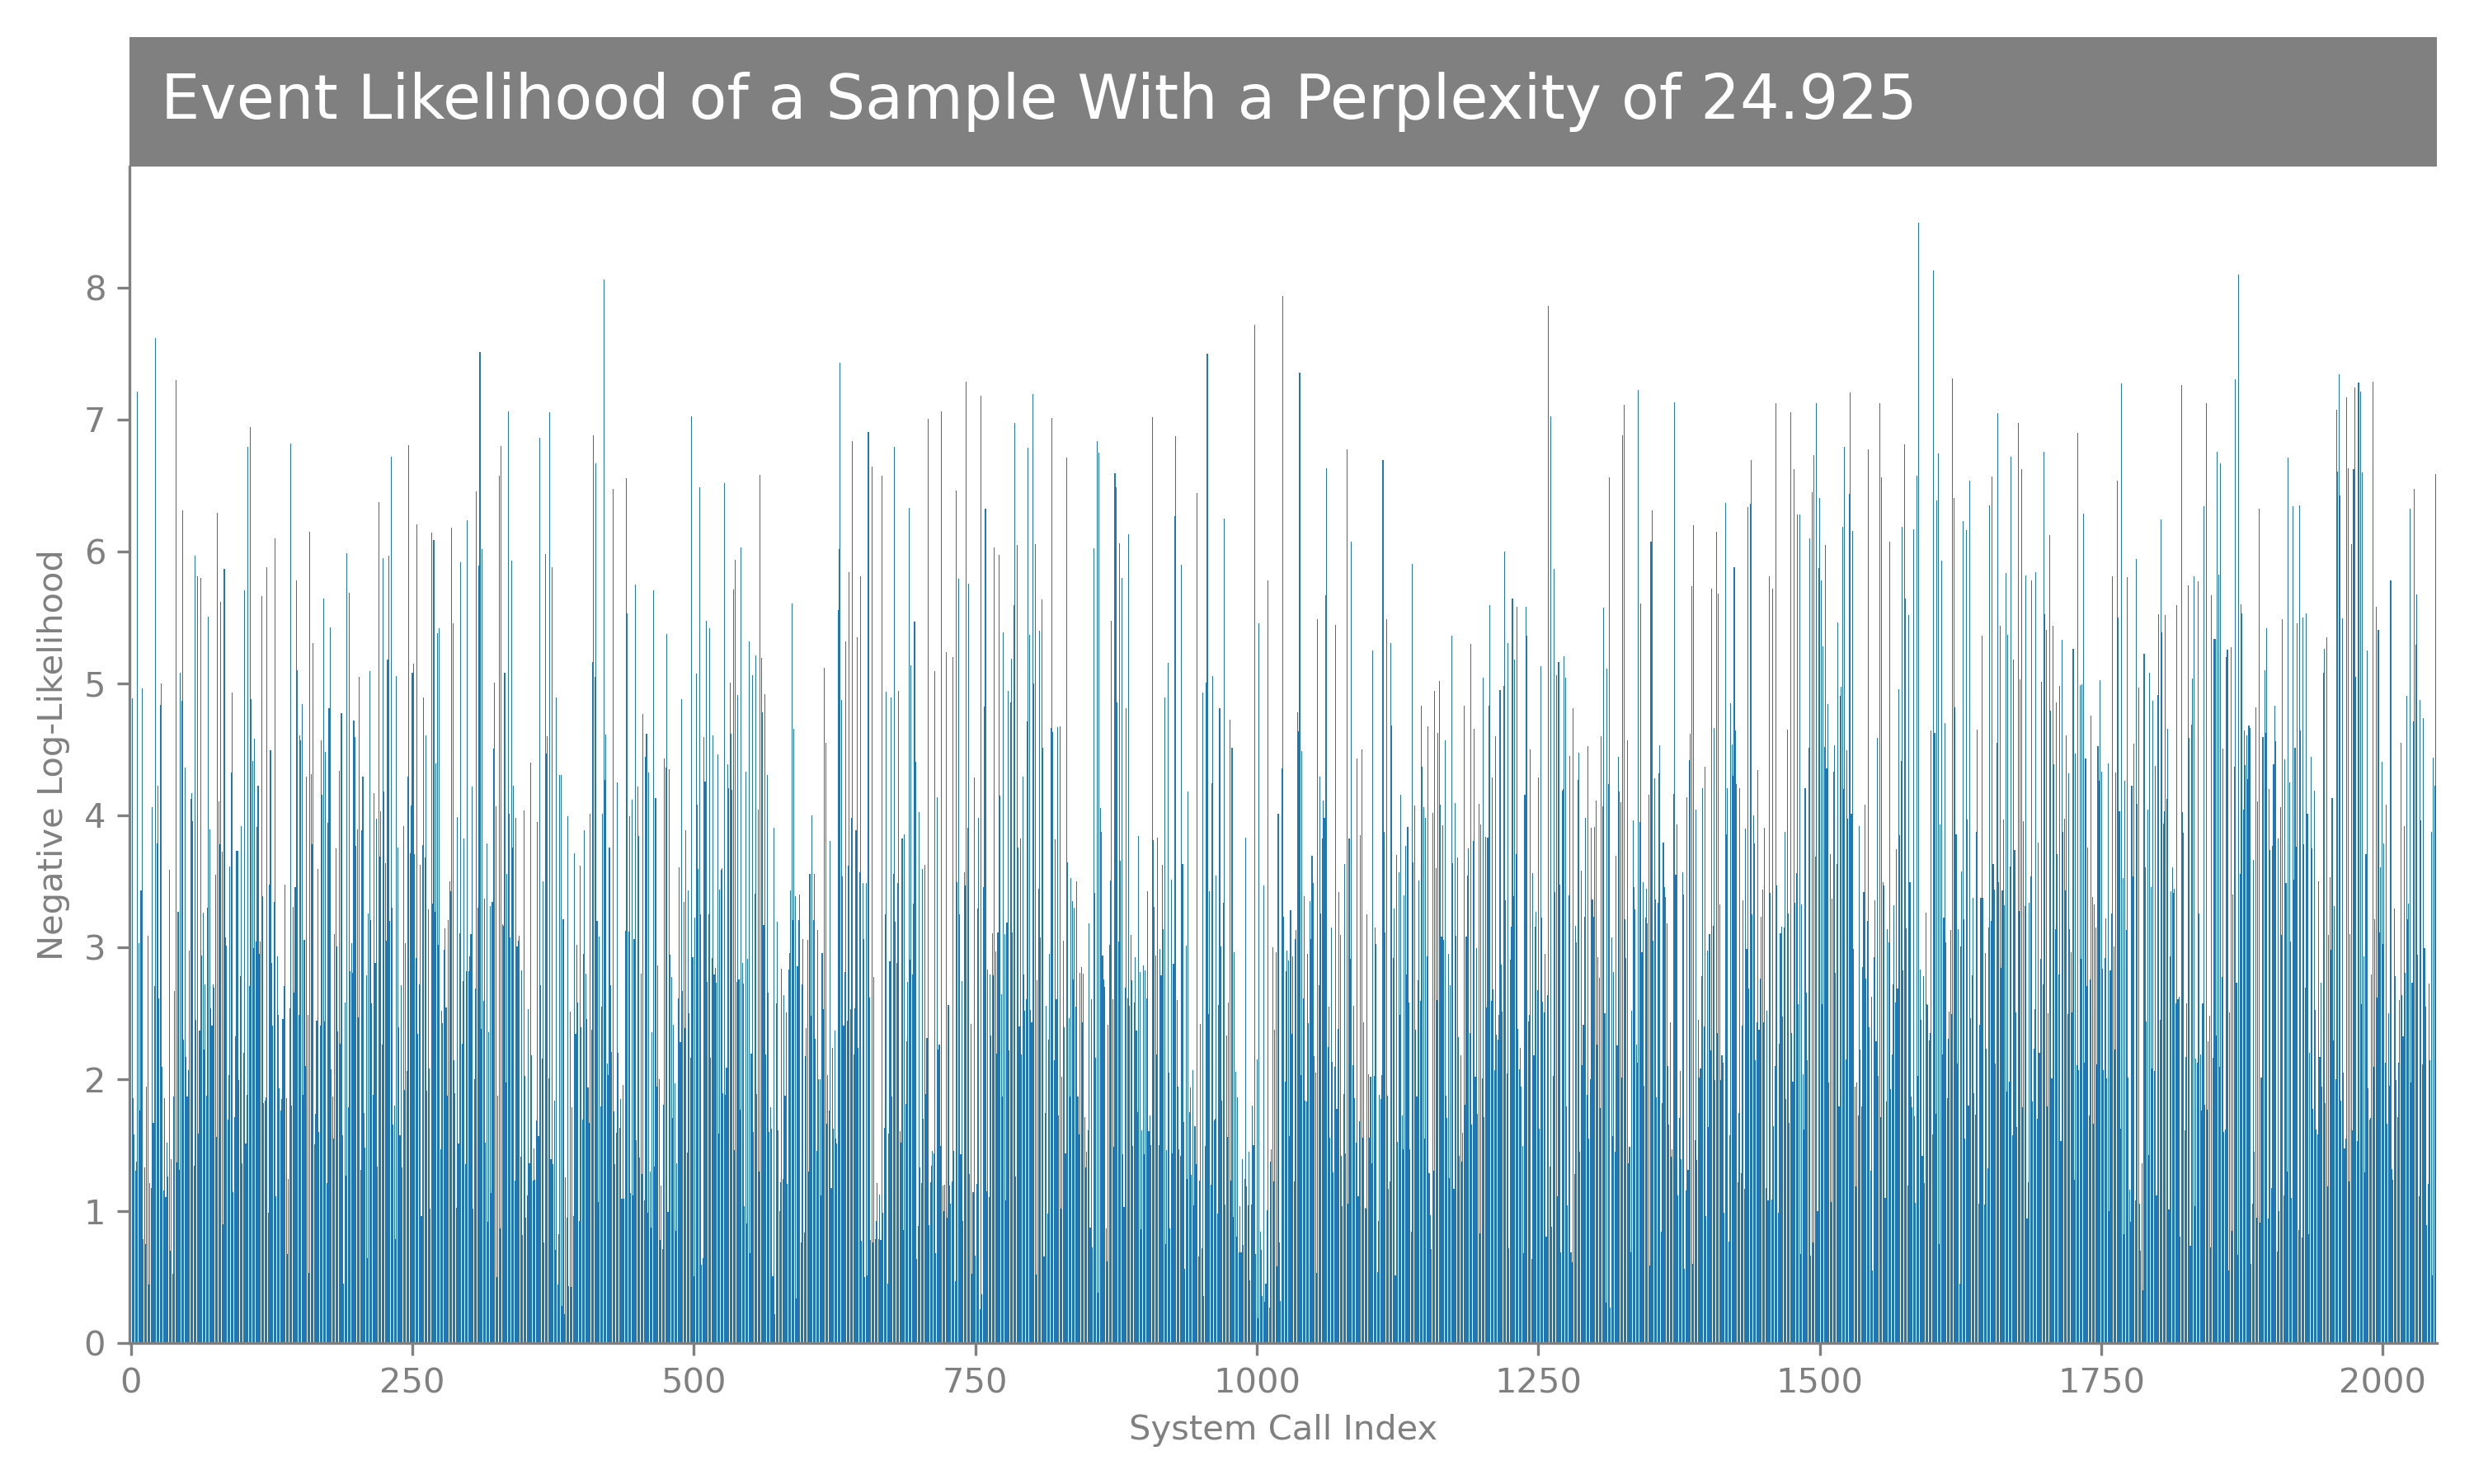 Event Likelihood of a Sample With a Perplexity of 24.925
8
7
6
5
4
3
2
1
0
Negative Log-Likelihood
0 250 500 750 1000 1250 1500 1750 2000
System Call Index